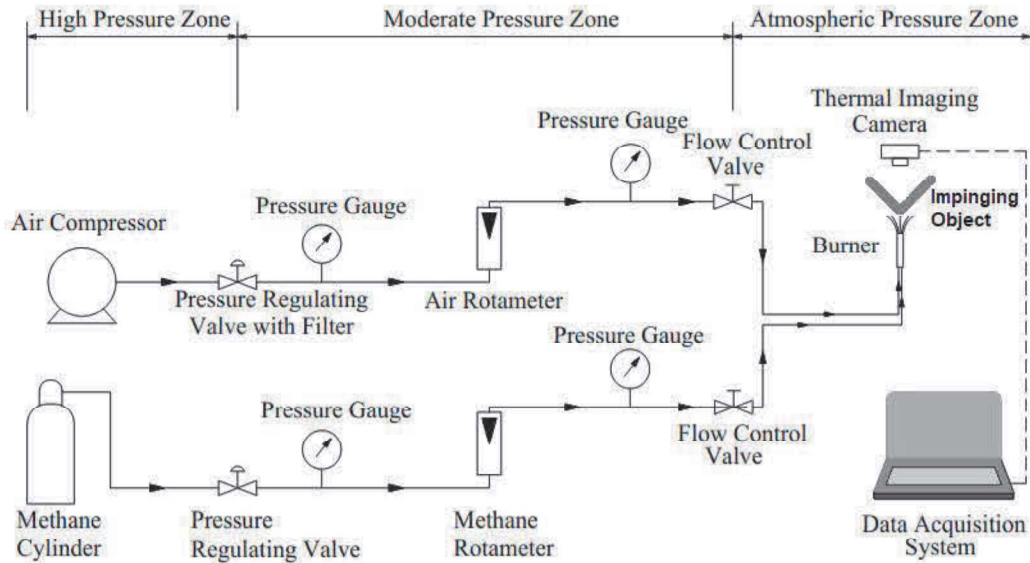 High Pressure Zone
Moderate Pressure Zone
Atmospheric Pressure Zone
Thermal Imaging
Camera
Pressure Gauge
Flow Control
Valve
Impinging
Object
Pressure Gauge
Air Compressor
Burner
Pressure Regulating
Valve with Filter
Air Rotameter
Pressure Gauge
Pressure Gauge
Flow Control
Valve
Methane
Cylinder
Pressure
Regulating Valve
Methane
Rotameter
Data Acquisition
System